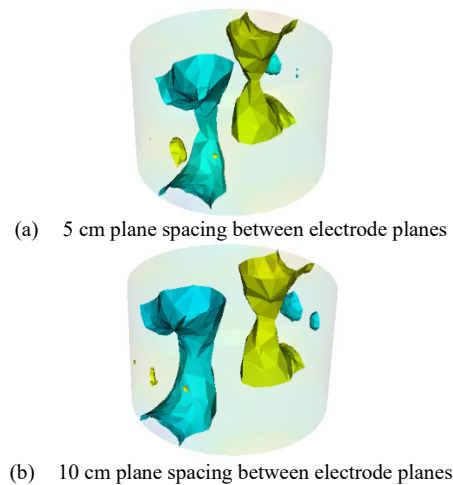 (a) 5 cm plane spacing between electrode planes
(b) 10 cm plane spacing between electrode planes